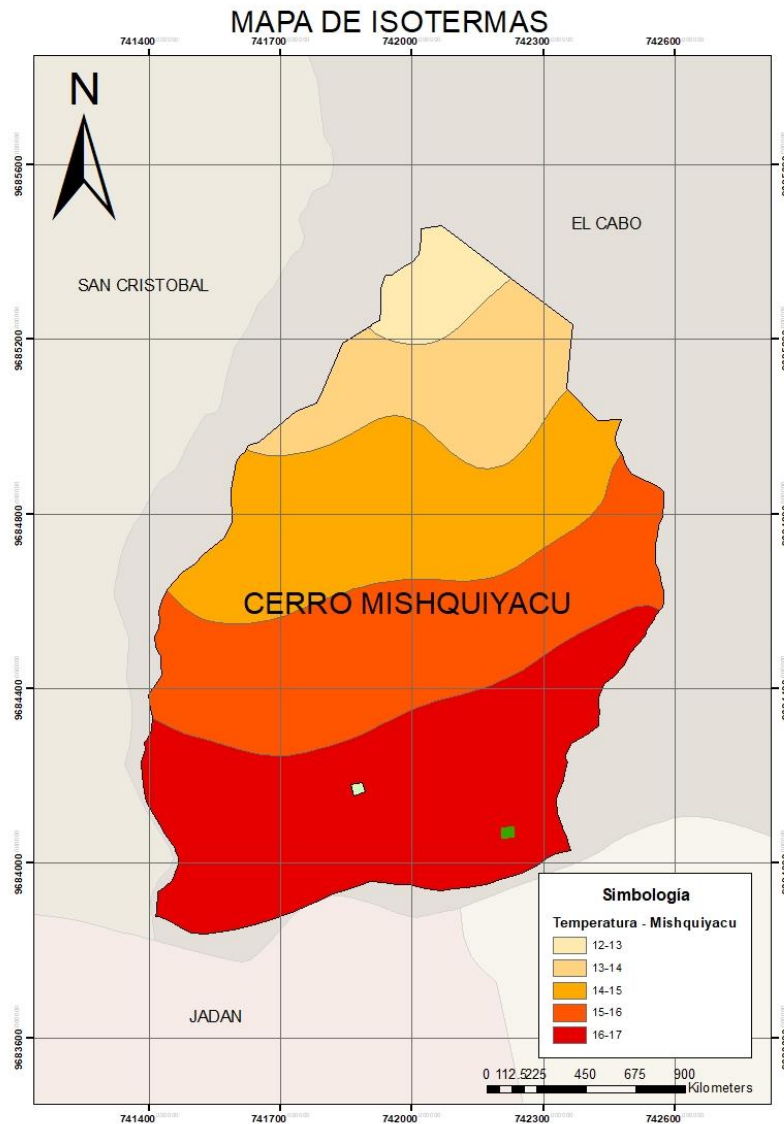 MAPA DE ISOTERMAS
741400 741700 742000 742300 742600
N
9685600
EL CABO
SAN CRISTOBAL
9685200
9684800
CERRO MISHQUIYACU
9684400
9684000
Simbología
Temperatura - Mishquiyacu
12-13
13-14
14-15
15-16
16-17
JADAN
9683600
0 112.5225 450 675 900
Kilometers
741400 741700 742000 742300 742600